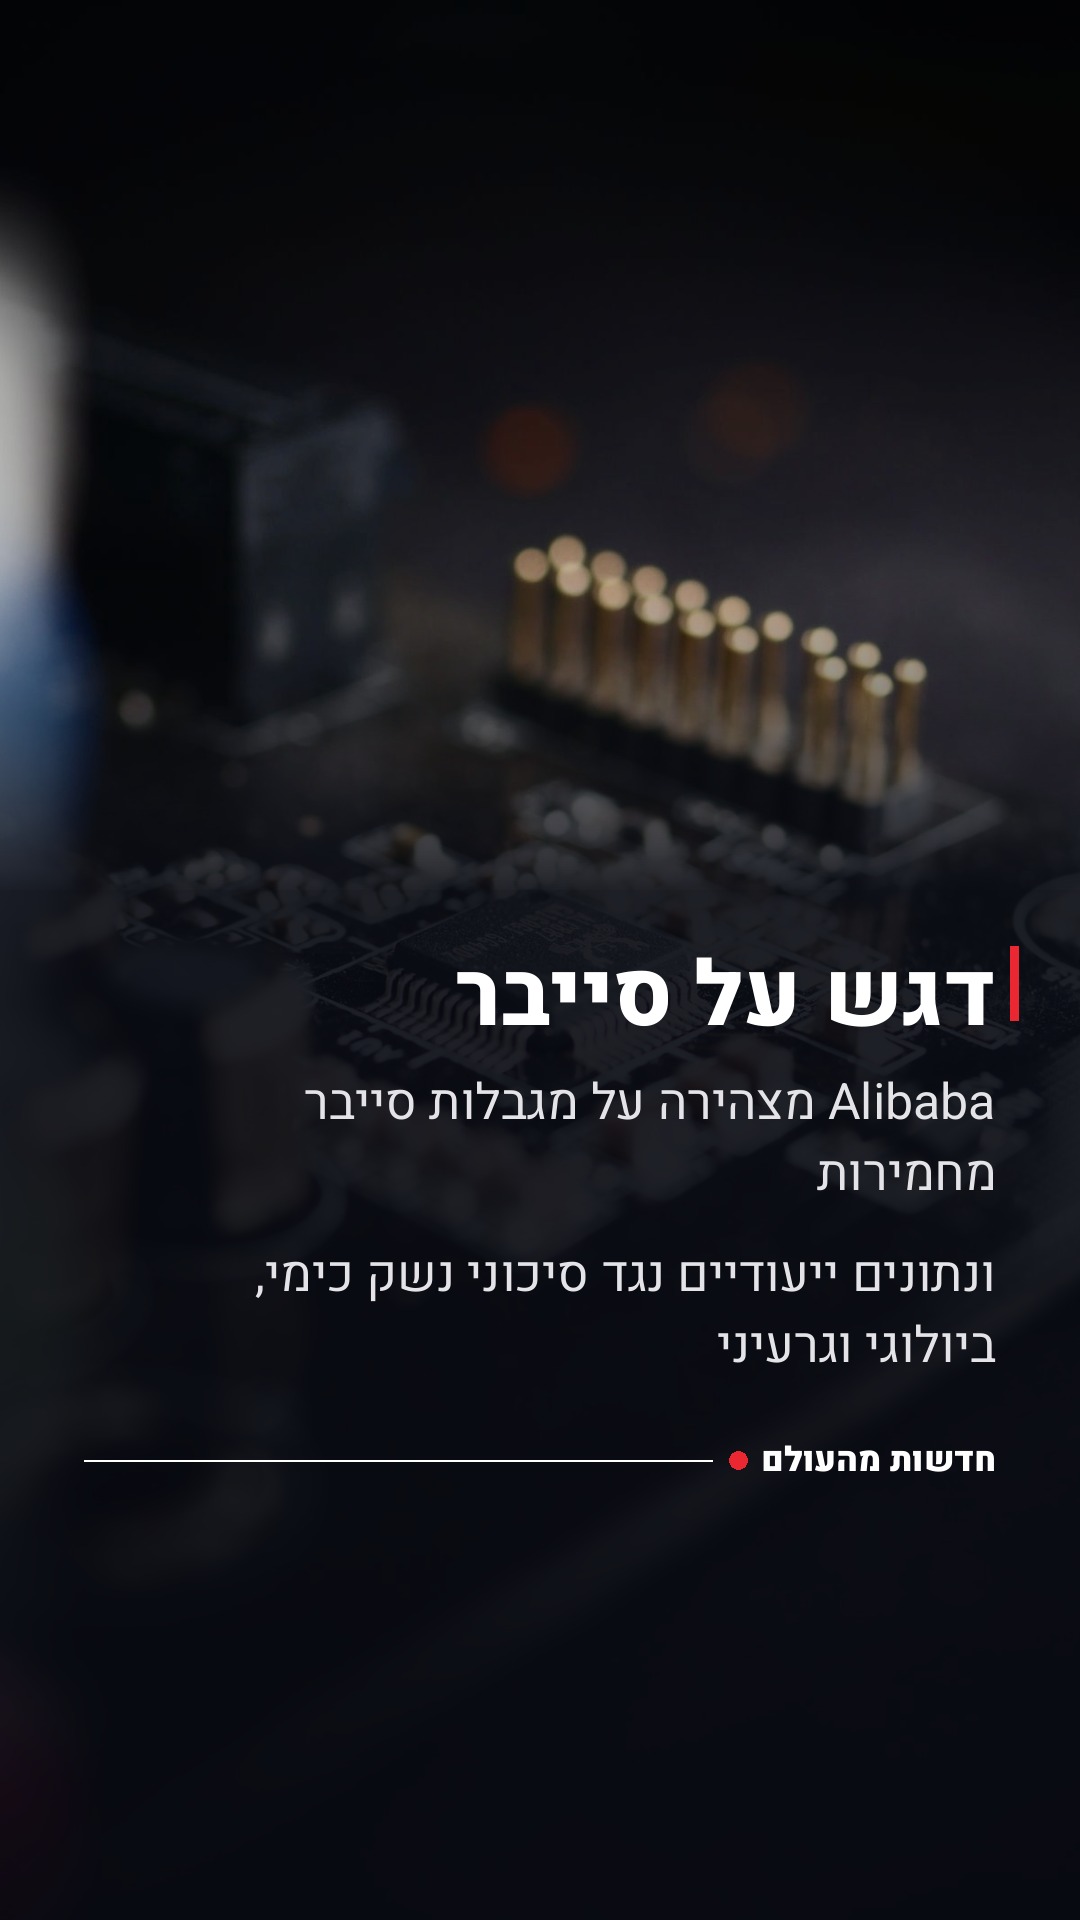 דגש על סייבר
Alibaba מצהירה על מגבלות סייבר
מחמירות
ונתונים ייעודיים נגד סיכוני נשק כימי,
ביולוגי וגרעיני
חדשות מהעולם